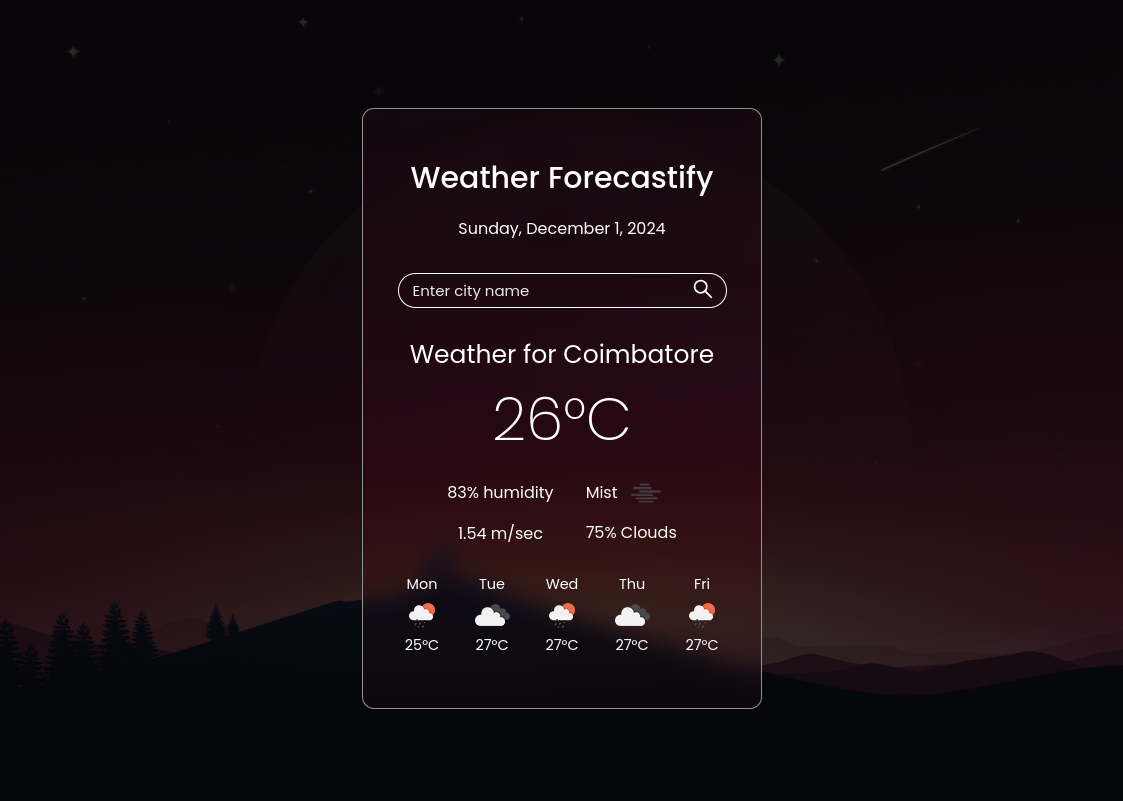 Weather Forecastify
Sunday, December 1, 2024
Enter city name
Weather for Coimbatore
26°C
83% humidity Mist
1.54 m/sec 75% Clouds
Mon Tue Wed Thu Fri
25°C 27°C 27°C 27°C 27°C